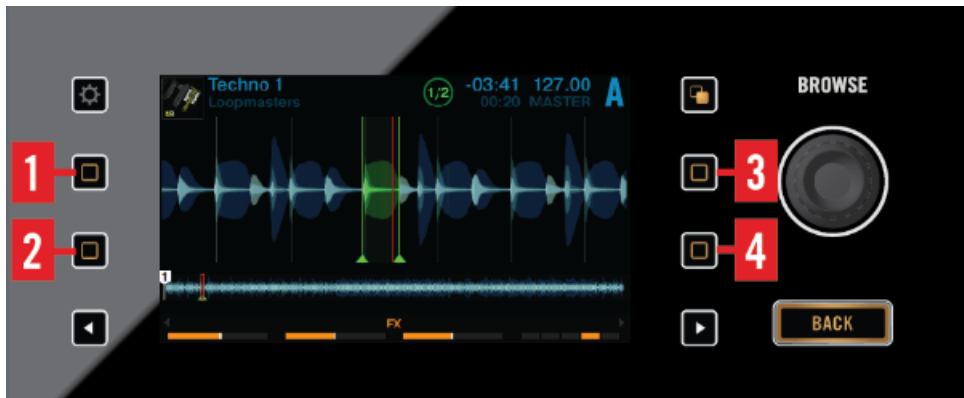 Techno 1
Loopmasters
1/2
-03:41 127.00
00:20 MASTER
A
BROWSE
1
2
3
4
1
FX
BACK